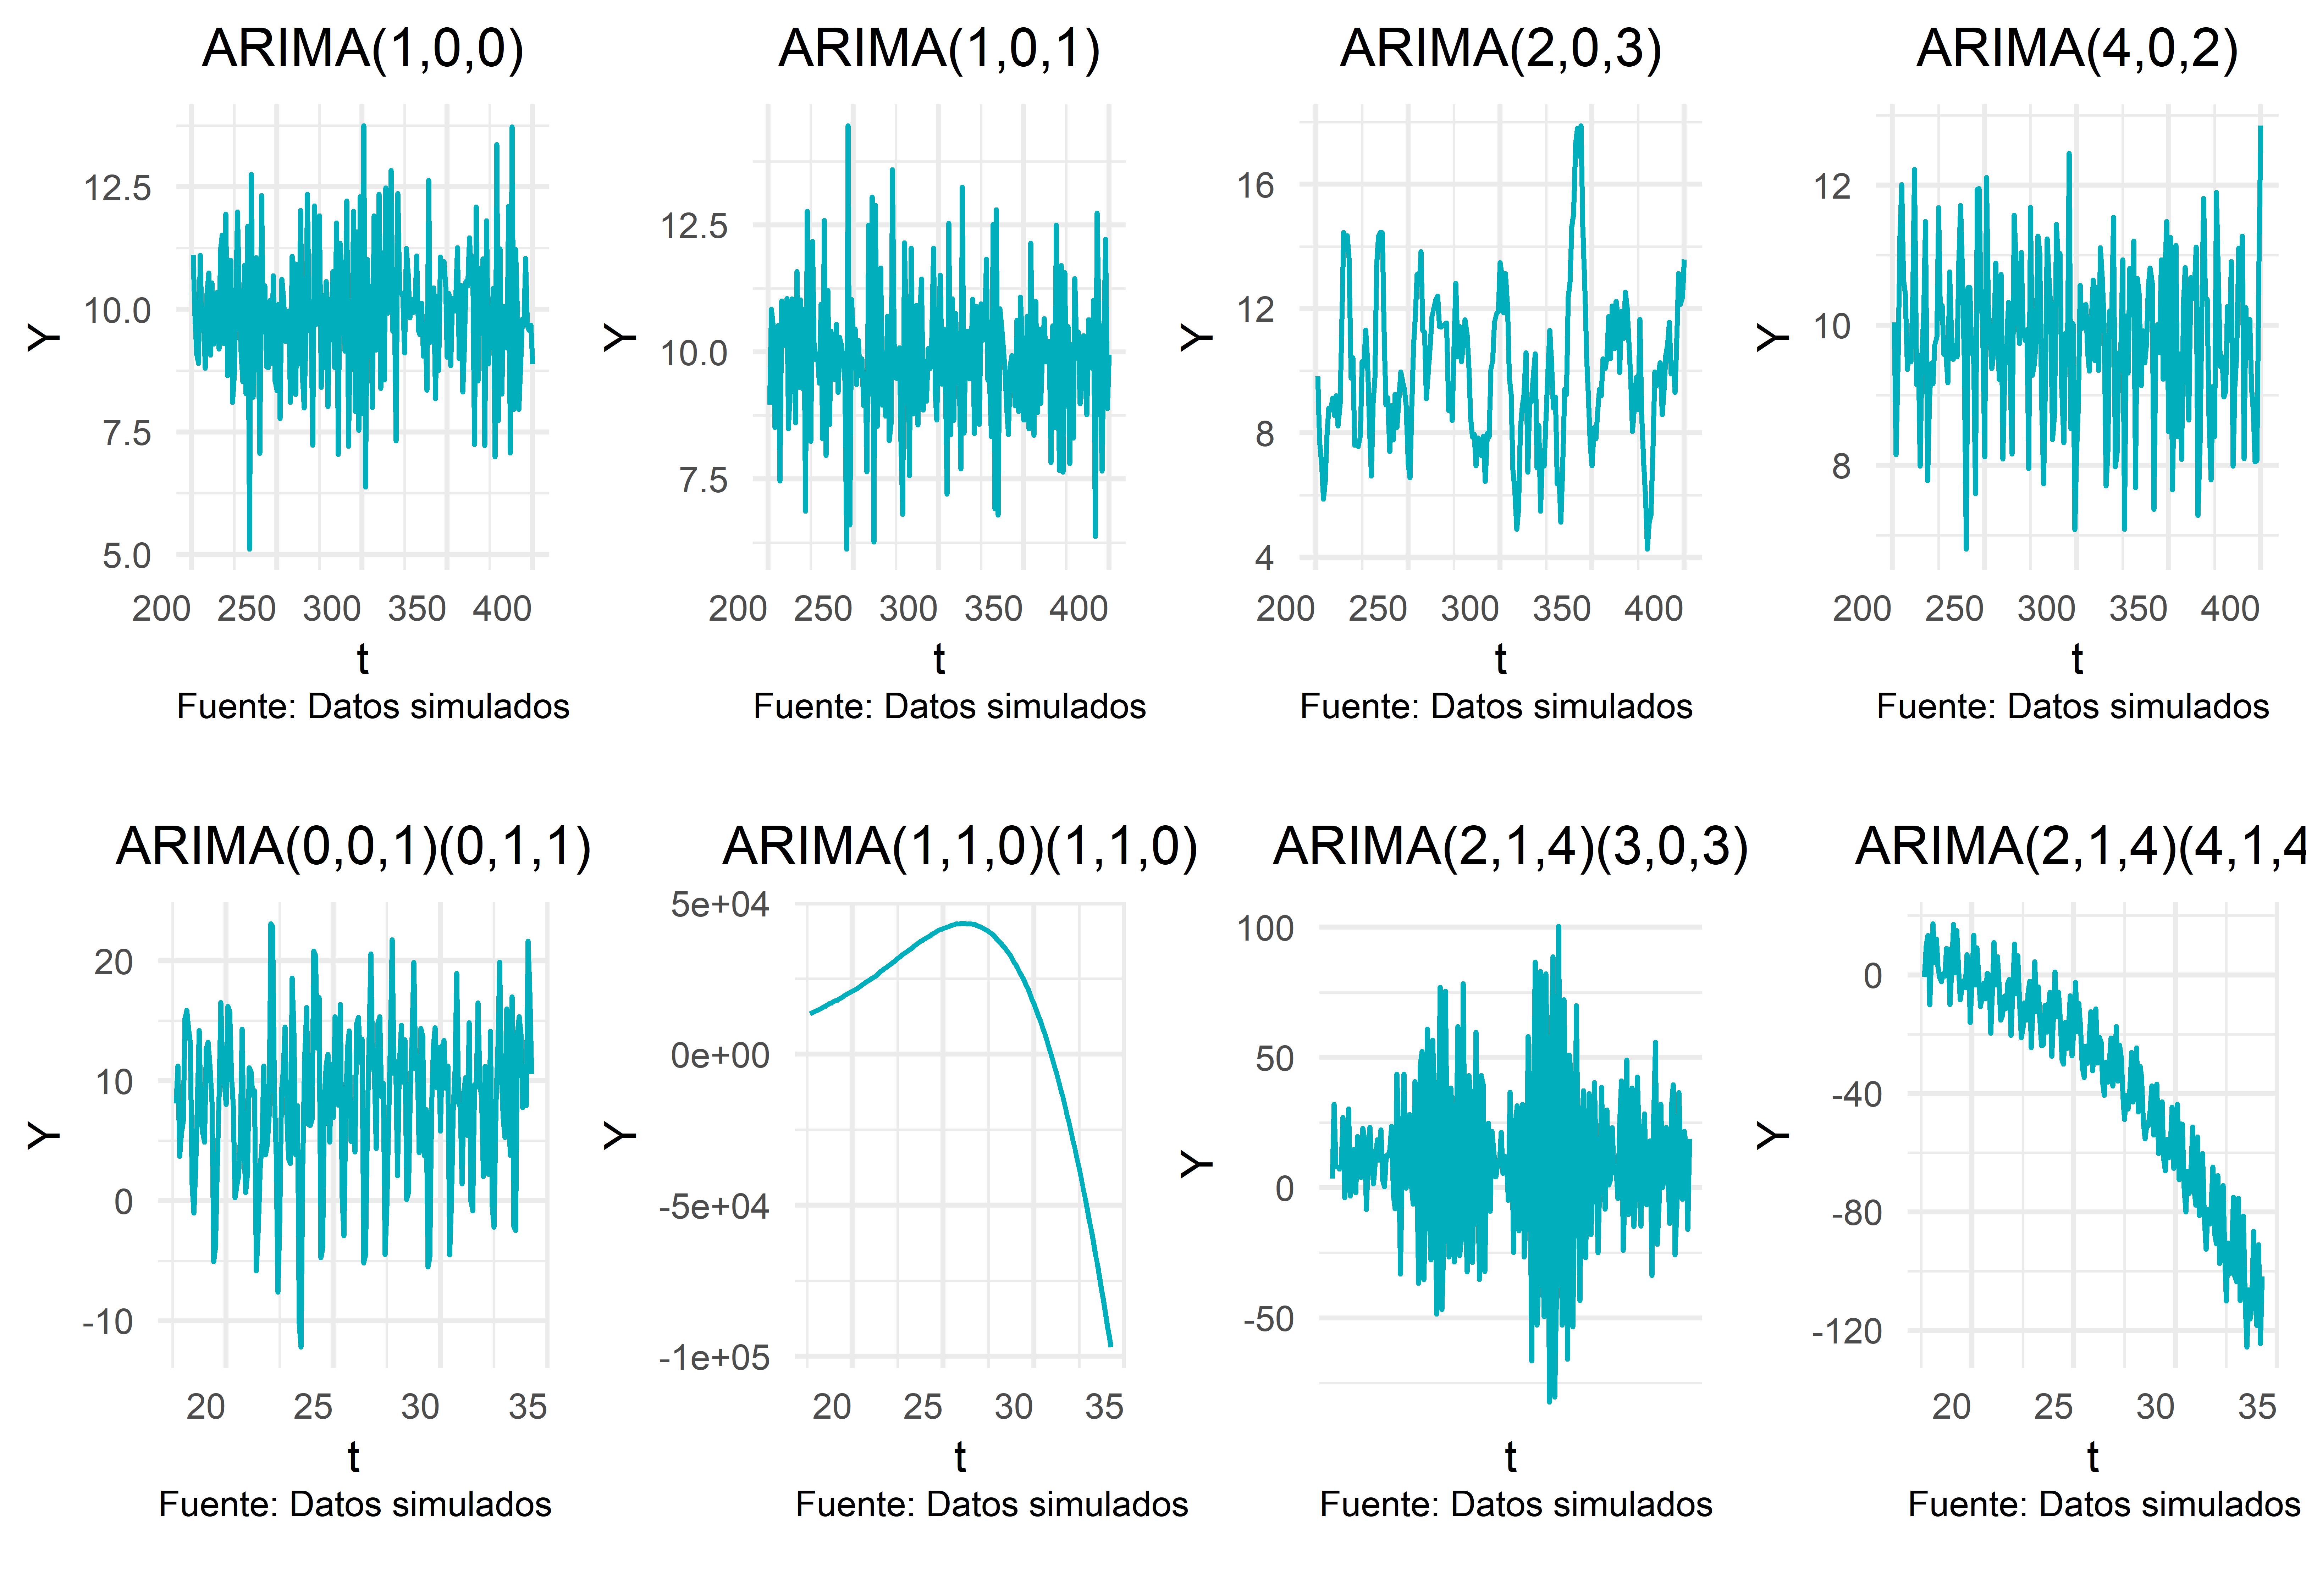 ARIMA(1,0,0)
Y
12.5
10.0
7.5
5.0
200 250 300 350 400
t
Fuente: Datos simulados
ARIMA(1,0,1)
Y
12.5
10.0
7.5
200 250 300 350 400
t
Fuente: Datos simulados
ARIMA(2,0,3)
Y
16
12
8
4
200 250 300 350 400
t
Fuente: Datos simulados
ARIMA(4,0,2)
Y
12
10
8
200 250 300 350 400
t
Fuente: Datos simulados
ARIMA(0,0,1)(0,1,1)
Y
20
10
0
-10
20 25 30 35
t
Fuente: Datos simulados
ARIMA(1,1,0)(1,1,0)
Y
5e+04
0e+00
-5e+04
-1e+05
20 25 30 35
t
Fuente: Datos simulados
ARIMA(2,1,4)(3,0,3)
Y
100
50
0
-50
t
Fuente: Datos simulados
ARIMA(2,1,4)(4,1,4
Y
0
-40
-80
-120
20 25 30 35
t
Fuente: Datos simulados